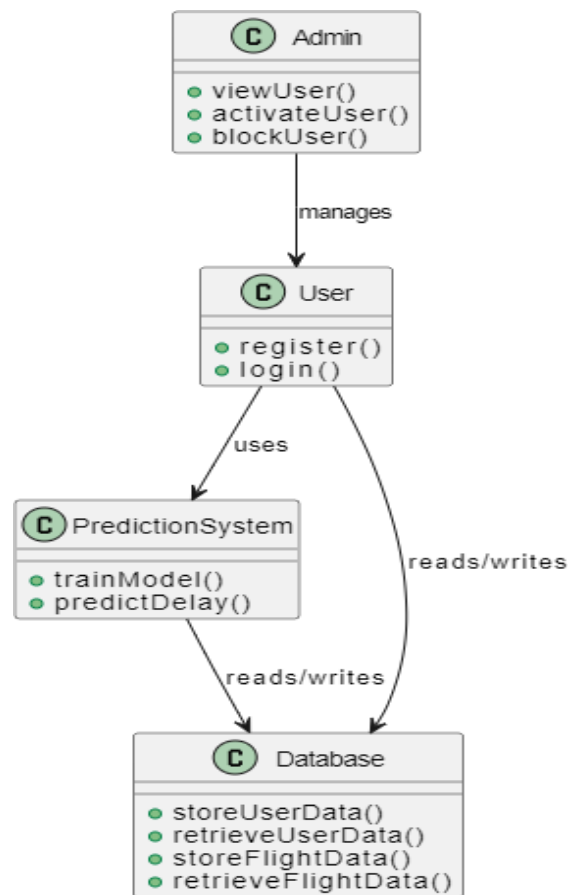 C Admin
viewUser()
activateUser()
blockUser()
manages
C User
register()
login()
uses
C PredictionSystem
trainModel()
predictDelay()
reads/writes
reads/writes
C Database
storeUserData()
retrieveUserData()
storeFlightData()
retrieveFlightData()